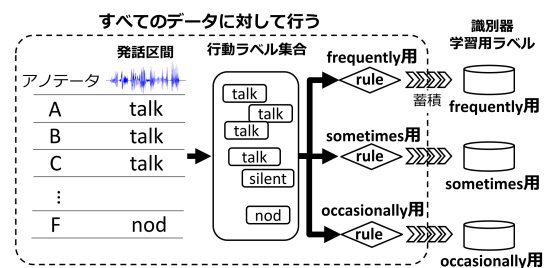 すべてのデータに対して行う
発話区間
アノテータ
A talk
B talk
C talk
⋮
F nod
行動ラベル集合
talk
talk
talk
talk
silent
nod
frequently用
rule
sometimes用
rule
occasionally用
rule
蓄積
識別器
学習用ラベル
frequently用
sometimes用
occasionally用